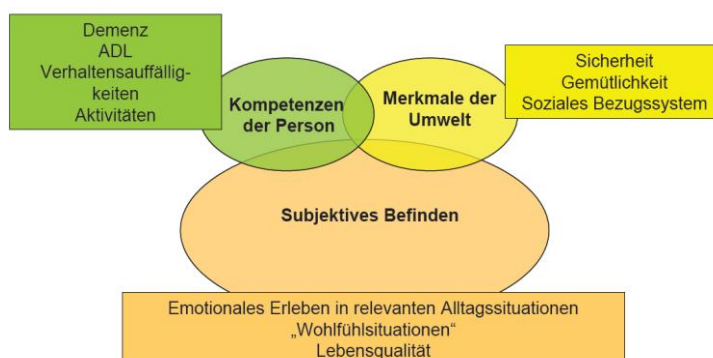 Demenz
ADL
Verhaltensauffällig-
keiten
Aktivitäten
Kompetenzen
der Person
Merkmale der
Umwelt
Sicherheit
Gemütlichkeit
Soziales Bezugssystem
Subjektives Befinden
Emotionales Erleben in relevanten Alltagssituationen
„Wohlfühlsituationen“
Lebensqualität